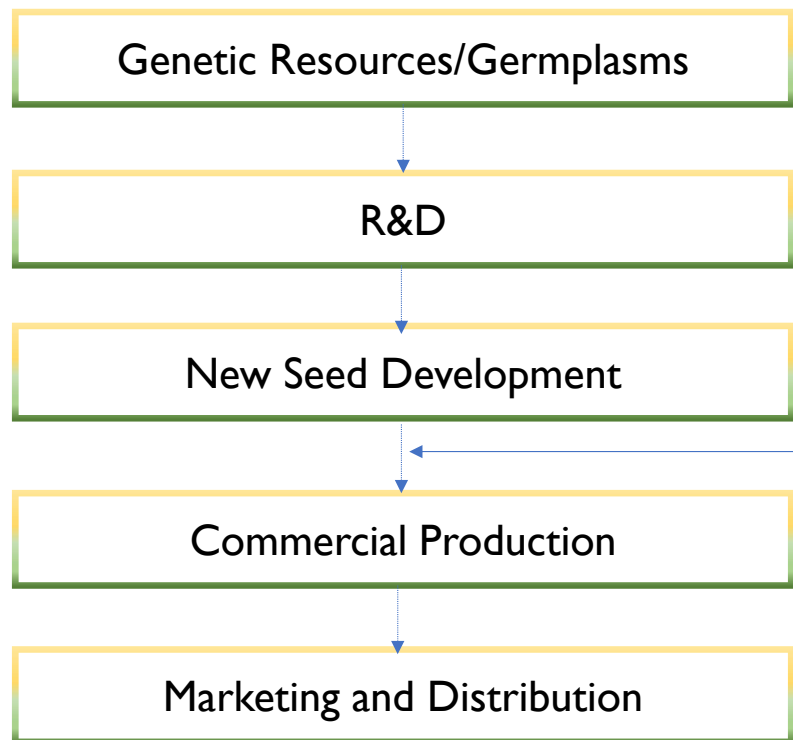 Genetic Resources/Germplasms
R&D
New Seed Development
Commercial Production
Marketing and Distribution